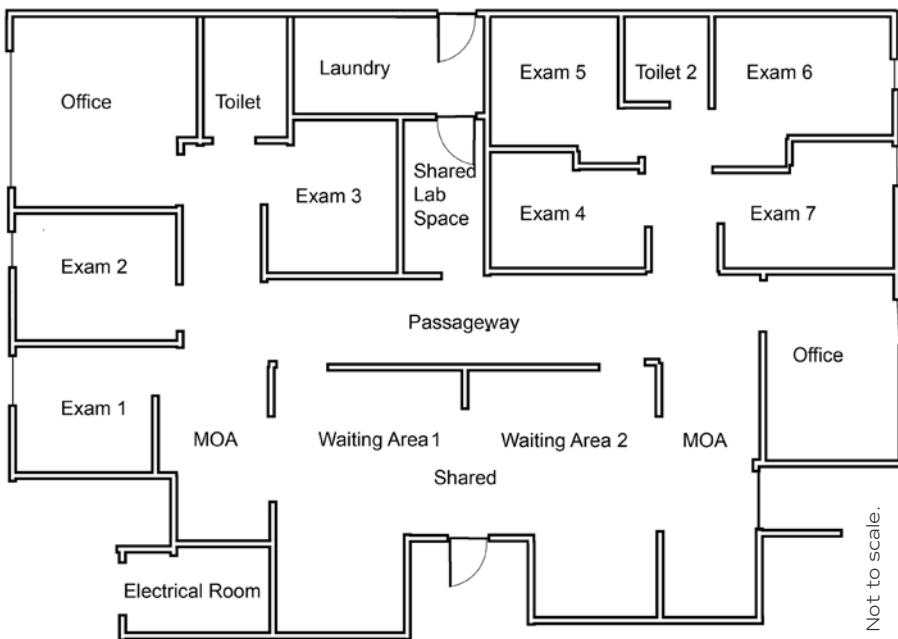 Laundry
Exam 5
Toilet 2
Exam 6
Office
Toilet
Exam 3
Shared
Lab
Space
Exam 4
Exam 7
Exam 2
Passageway
Office
Exam 1
MOA
Waiting Area 1
Waiting Area 2
MOA
Shared
Electrical Room
Not to scale.